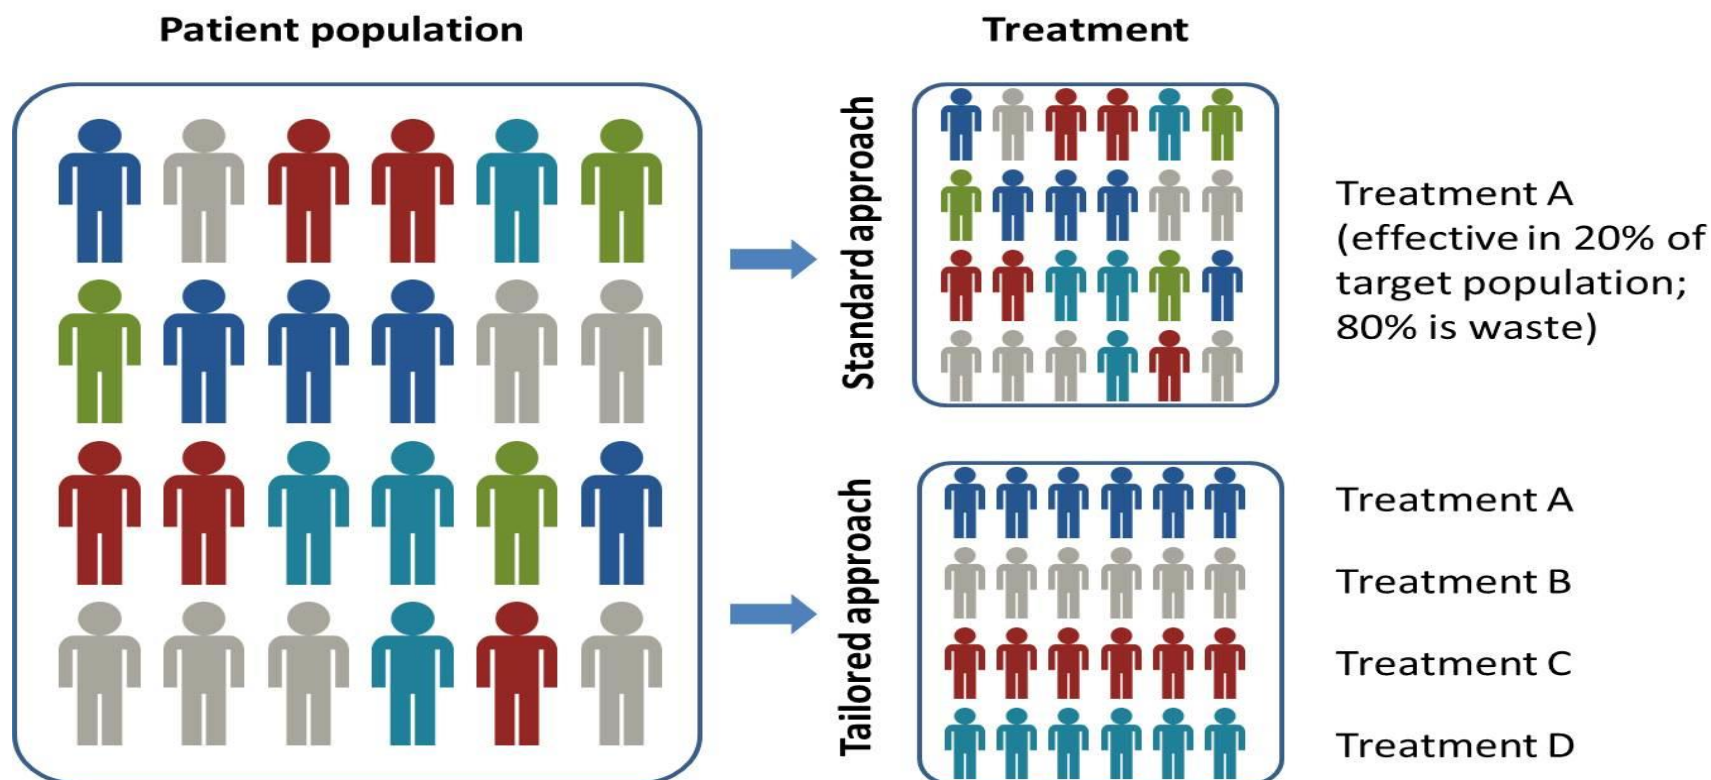 Patient population
Treatment
Standard approach
Treatment A
(effective in 20% of
target population;
80% is waste)
Tailored approach
Treatment A
Treatment B
Treatment C
Treatment D